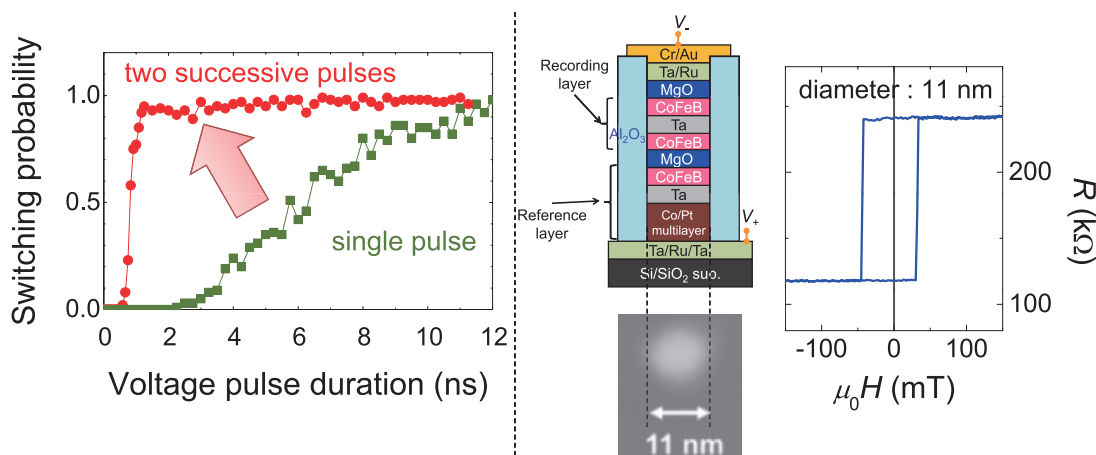 two successive pulses
single pulse
Switching probability
1.0
0.5
0.0
0 2 4 6 8 10 12
Voltage pulse duration (ns)
V-
Cr/Au
Ta/Ru
MgO
CoFeB
Ta
CoFeB
MgO
CoFeB
Ta
Co/Pt
multilayer
Ta/Ru/Ta
Si/SiO₂ sub.
Recording
layer
Al₂O₃
Reference
layer
V+
11 nm
diameter : 11 nm
200
100
R (kΩ)
-100 0 100
μ₀H (mT)